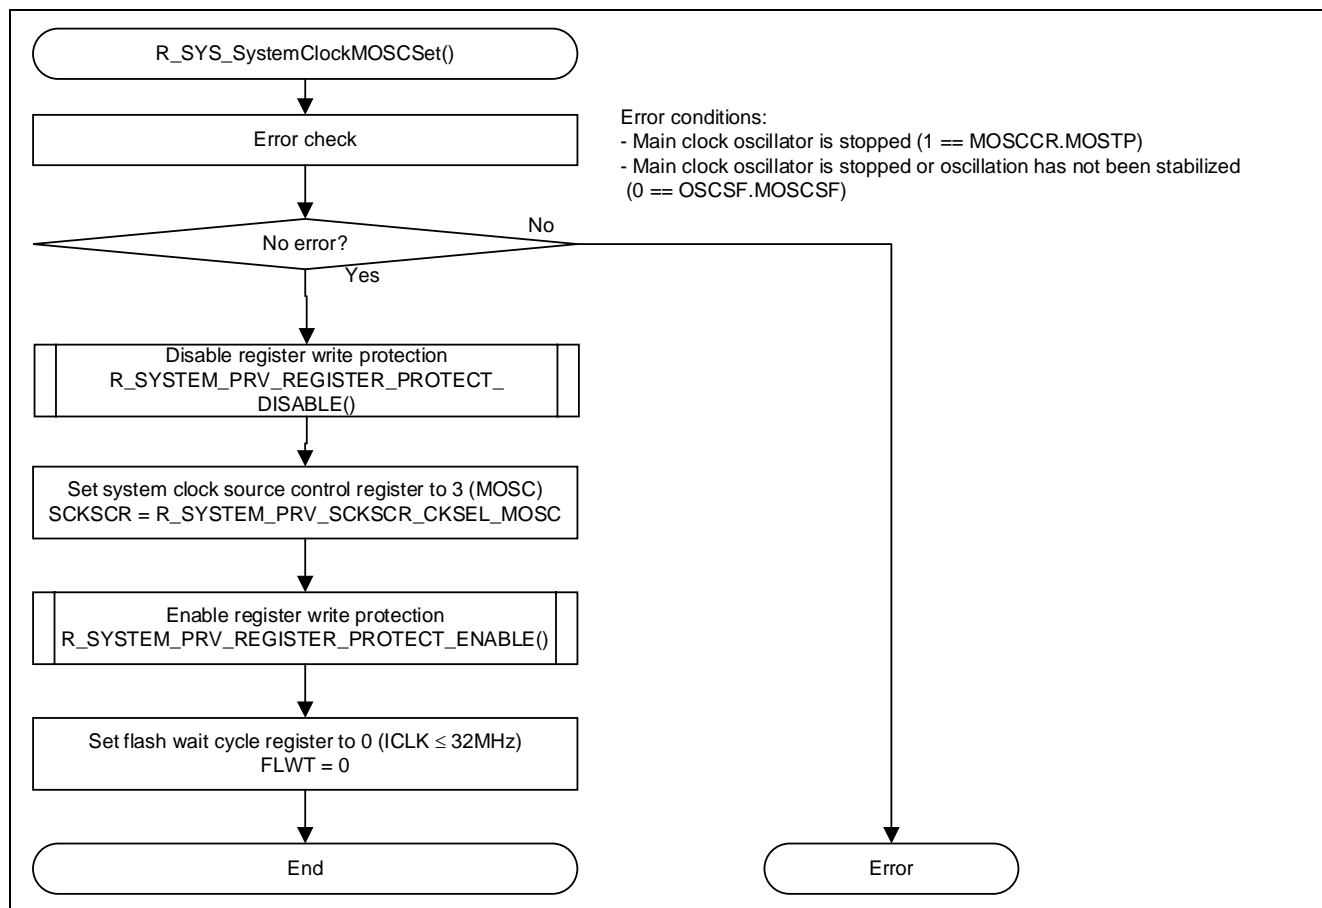 R_SYS_SystemClockMOSCSet()
Error check
Error conditions:
- Main clock oscillator is stopped (1 == MOSCCR.MOSTP)
- Main clock oscillator is stopped or oscillation has not been stabilized
(0 == OSCSF.MOSCSF)
No error?
No
Yes
Disable register write protection
R_SYSTEM_PRV_REGISTER_PROTECT_
DISABLE()
Set system clock source control register to 3 (MOSC)
SCKSCR = R_SYSTEM_PRV_SCKSCR_CKSEL_MOSC
Enable register write protection
R_SYSTEM_PRV_REGISTER_PROTECT_ENABLE()
Set flash wait cycle register to 0 (ICLK ≤ 32MHz)
FLWT = 0
End
Error